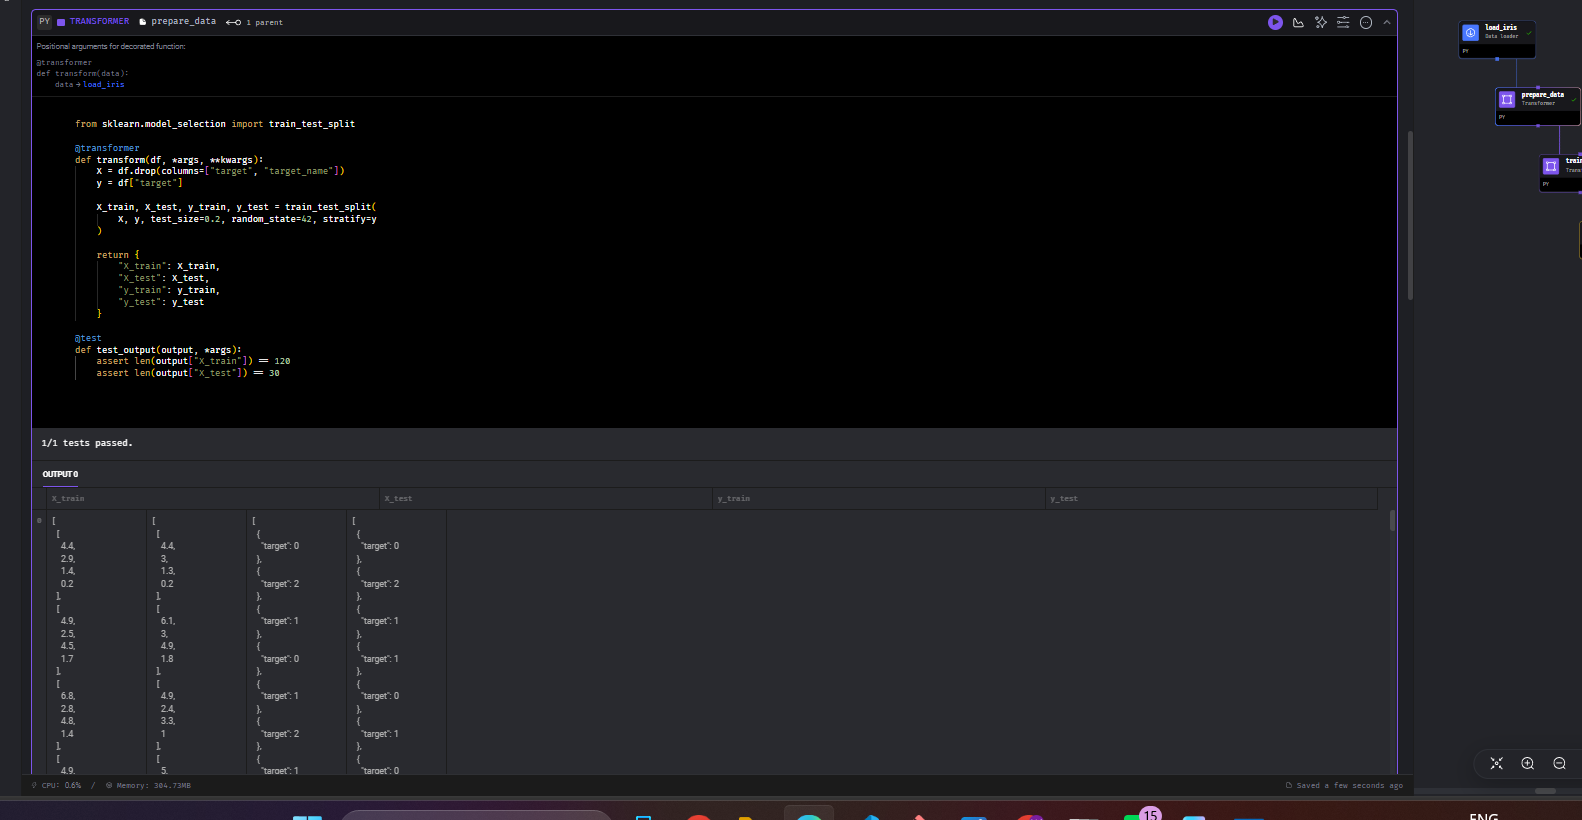 PY TRANSFORMER prepare_data 1 parent
Positional arguments for decorated function:
@transformer
def transform(data):
data → load_iris
from sklearn.model_selection import train_test_split
@transformer
def transform(df, *args, **kwargs):
X = df.drop(columns=["target", "target_name"])
y = df["target"]
X_train, X_test, y_train, y_test = train_test_split(
X, y, test_size=0.2, random_state=42, stratify=y
)
return {
"X_train": X_train,
"X_test": X_test,
"y_train": y_train,
"y_test": y_test
}
@test
def test_output(output, *args):
assert len(output["X_train"]) == 120
assert len(output["X_test"]) == 30
1/1 tests passed.
OUTPUT 0
X_train X_test y_train y_test
0 [ [ [ [
[ [ { {
4.4, 4.4, "target": 0 "target": 0
2.9, 3, }, },
1.4, 1.3, { {
0.2 0.2 "target": 2 "target": 2
], ], }, },
[ [ { {
4.9, 6.1, "target": 1 "target": 1
2.5, 3, }, },
4.5, 4.9, { {
1.7 1.8 "target": 0 "target": 1
], ], }, },
[ [ { {
6.8, 4.9, "target": 1 "target": 0
2.8, 2.4, }, },
4.8, 3.3, { {
1.4 1 "target": 2 "target": 1
], ], }, },
[ [ { {
4.9, 5, "target": 1 "target": 0
CPU: 0.6% / Memory: 304.73MB
Saved a few seconds ago
load_iris
Data loader
PY
prepare_data
Transformer
PY
PY
15
ENG